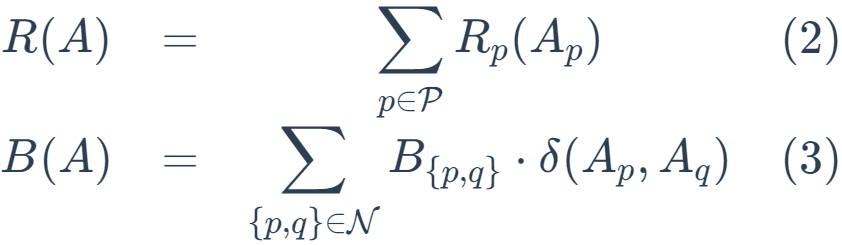 R(A) = ∑_{p∈𝒫} R_p(A_p) (2)
B(A) = ∑_{{p,q}∈𝒩} B_{{p,q}} · δ(A_p, A_q) (3)